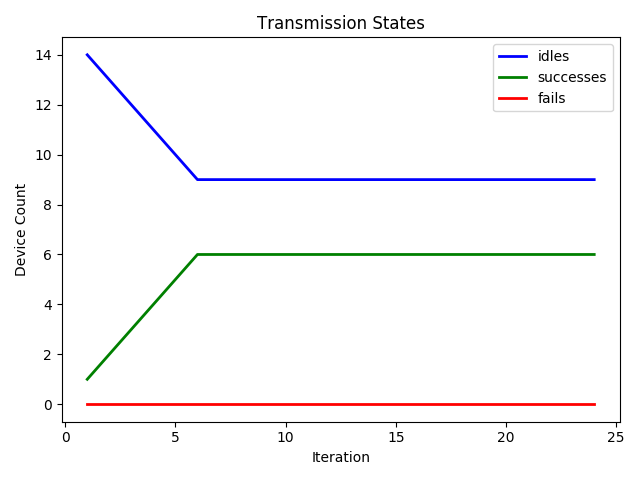 Transmission States
14
12
10
8
6
4
2
0
Device Count
idles
successes
fails
0 5 10 15 20 25
Iteration